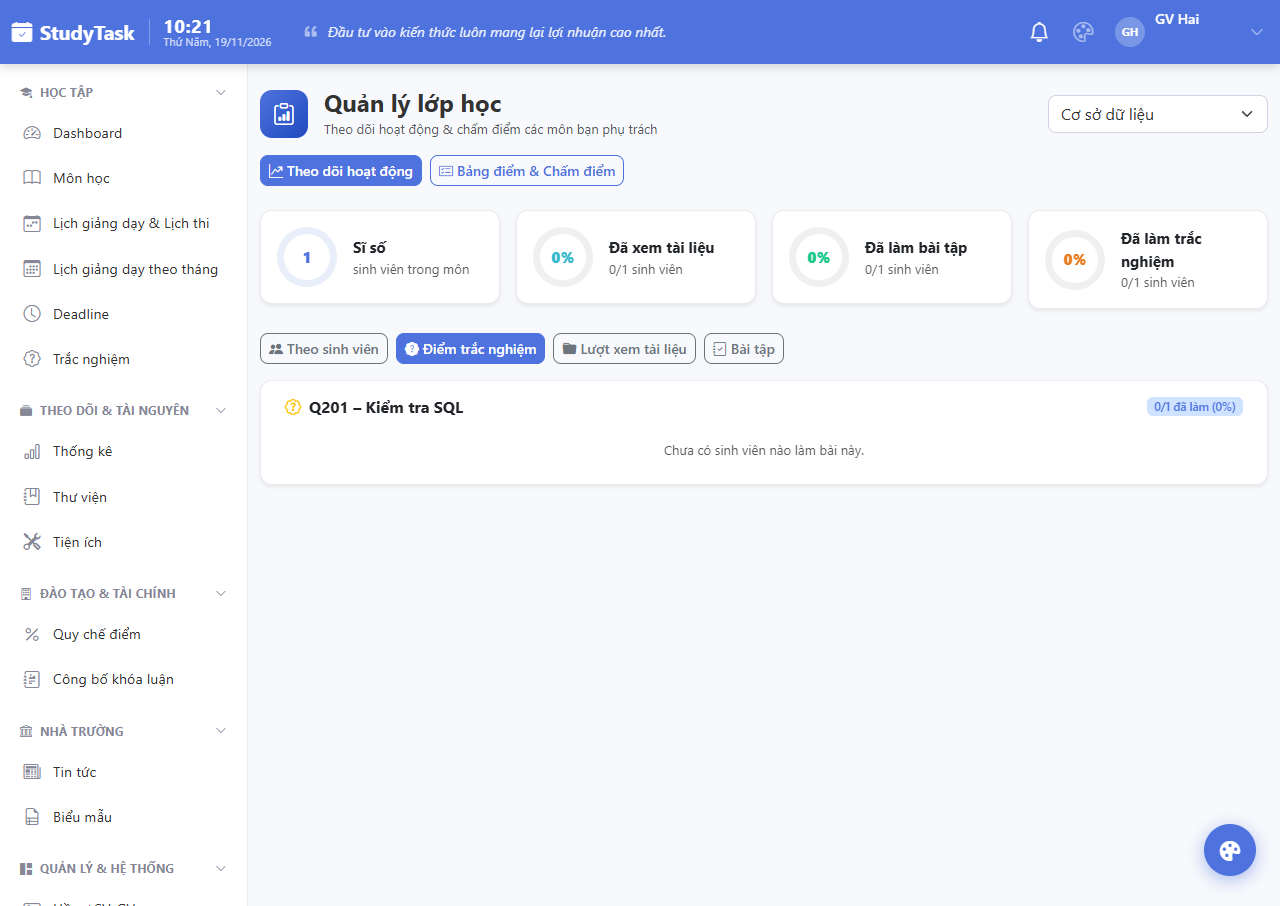 StudyTask
10:21
Thứ Năm, 19/11/2026
Đầu tư vào kiến thức luôn mang lại lợi nhuận cao nhất.
GH
GV Hai
HỌC TẬP
Dashboard
Môn học
Lịch giảng dạy & Lịch thi
Lịch giảng dạy theo tháng
Deadline
Trắc nghiệm
THEO DÕI & TÀI NGUYÊN
Thống kê
Thư viện
Tiện ích
ĐÀO TẠO & TÀI CHÍNH
Quy chế điểm
Công bố khóa luận
NHÀ TRƯỜNG
Tin tức
Biểu mẫu
QUẢN LÝ & HỆ THỐNG
Quản lý lớp học
Theo dõi hoạt động & chấm điểm các môn bạn phụ trách
Cơ sở dữ liệu
Theo dõi hoạt động
Bảng điểm & Chấm điểm
1
Sĩ số
sinh viên trong môn
0%
Đã xem tài liệu
0/1 sinh viên
0%
Đã làm bài tập
0/1 sinh viên
0%
Đã làm trắc
nghiệm
0/1 sinh viên
Theo sinh viên
Điểm trắc nghiệm
Lượt xem tài liệu
Bài tập
Q201 – Kiểm tra SQL
0/1 đã làm (0%)
Chưa có sinh viên nào làm bài này.